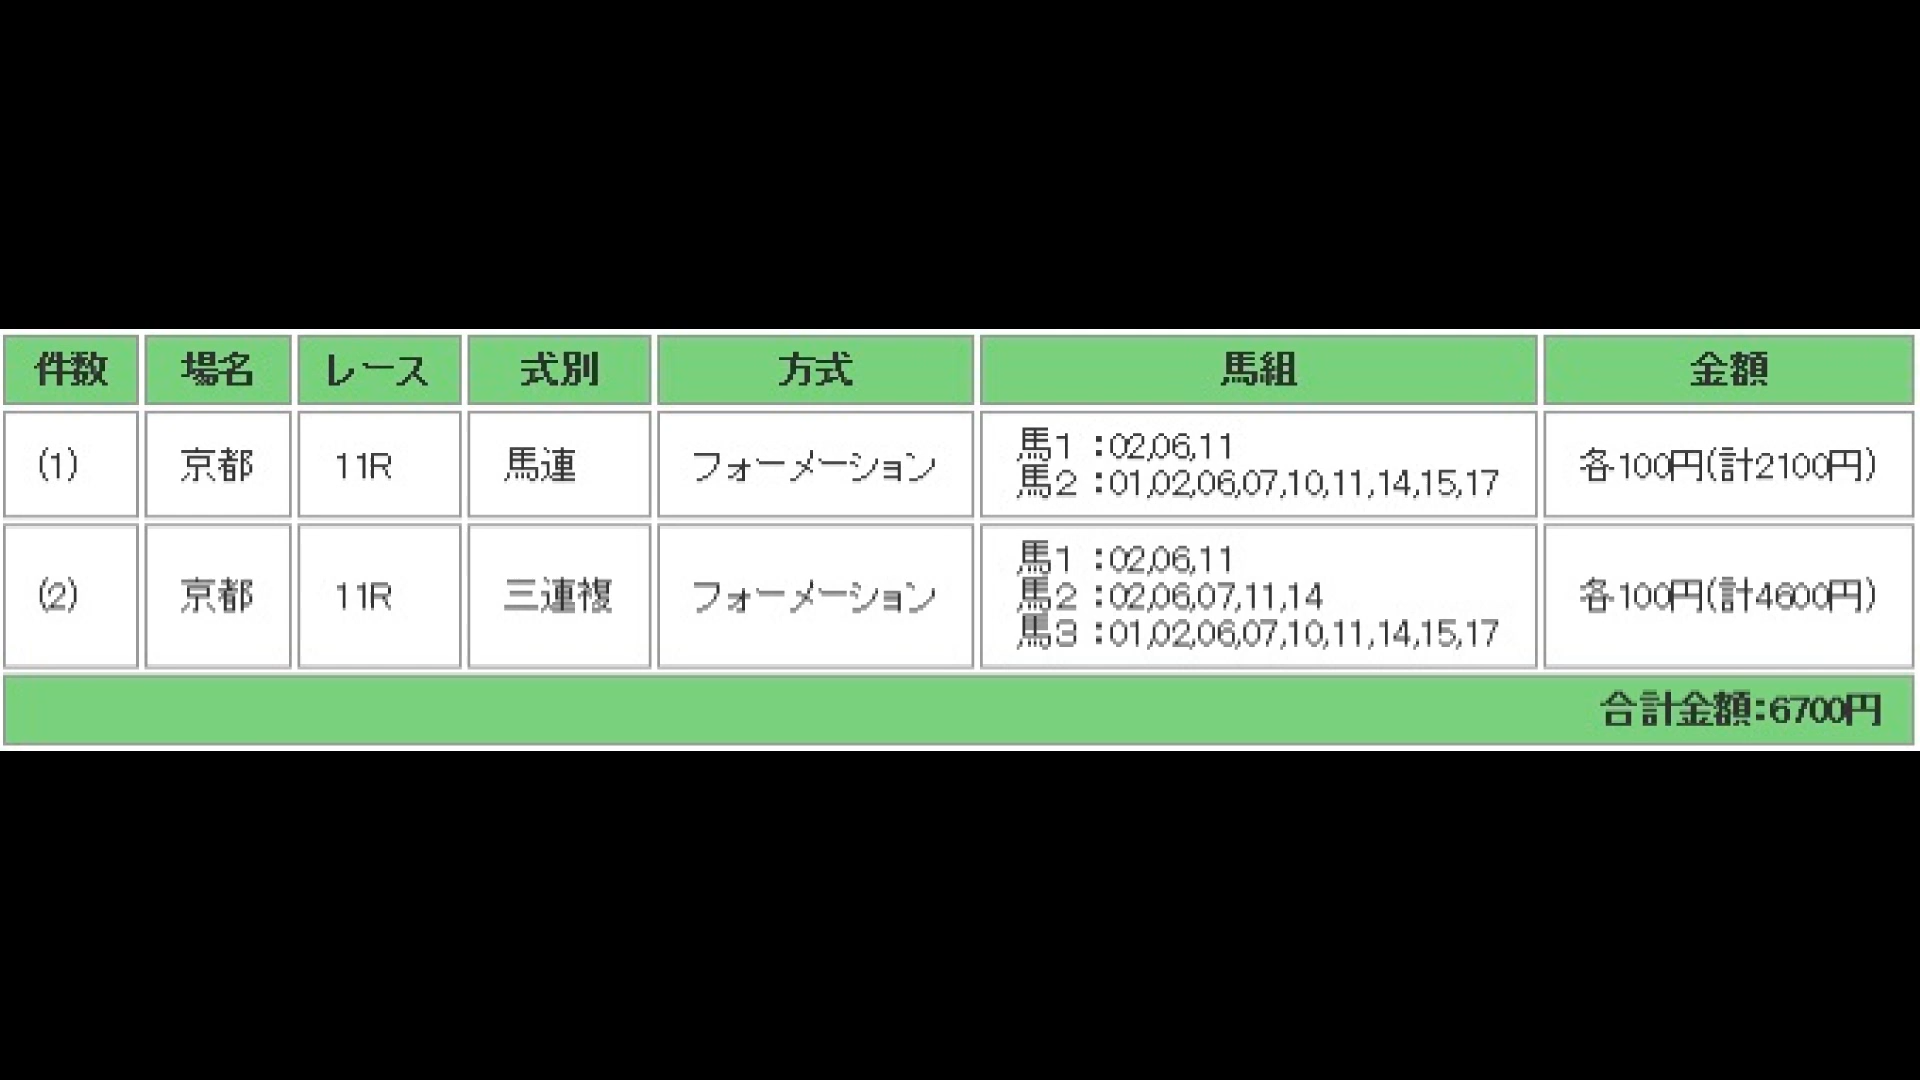 件数 場名 レース 式別 方式 馬組 金額
(1) 京都 11R 馬連 フォーメーション 馬1 :02,06,11
馬2 :01,02,06,07,10,11,14,15,17 各100円(計2100円)
(2) 京都 11R 三連複 フォーメーション 馬1 :02,06,11
馬2 :02,06,07,11,14
馬3 :01,02,06,07,10,11,14,15,17 各100円(計4600円)
合計金額:6700円